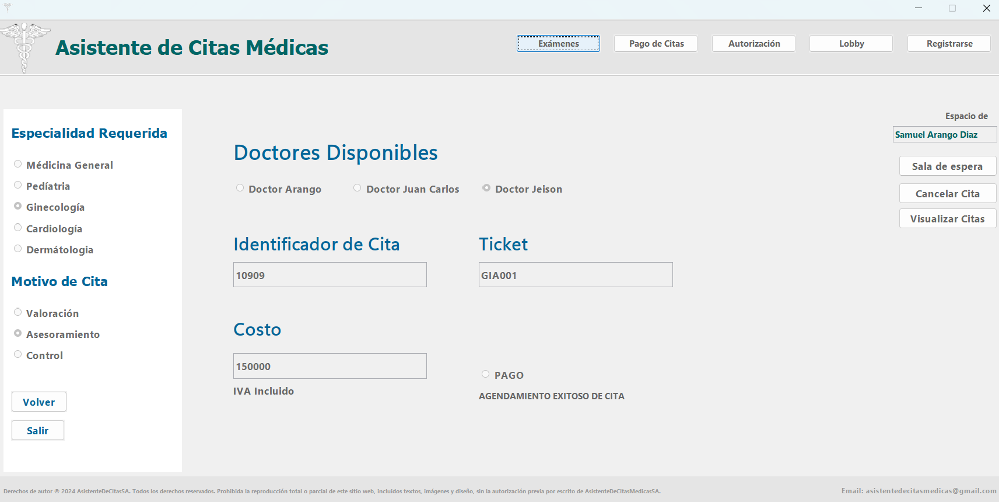 Asistente de Citas Médicas
Exámenes
Pago de Citas
Autorización
Lobby
Registrarse
Especialidad Requerida
Médicina General
Pedíatria
Ginecología
Cardiología
Dermátologia
Motivo de Cita
Valoración
Asesoramiento
Control
Volver
Salir
Doctores Disponibles
Doctor Arango
Doctor Juan Carlos
Doctor Jeison
Identificador de Cita
Ticket
10909
GIA001
Costo
150000
IVA Incluido
PAGO
AGENDAMIENTO EXITOSO DE CITA
Espacio de
Samuel Arango Diaz
Sala de espera
Cancelar Cita
Visualizar Citas
Derechos de autor © 2024 AsistenteDeCitasSA. Todos los derechos reservados. Prohibida la reproducción total o parcial de este sitio web, incluidos textos, imágenes y diseño, sin la autorización previa por escrito de AsistenteDeCitasMedicasSA.
Email: asistentedecitasmedicas@gmail.com